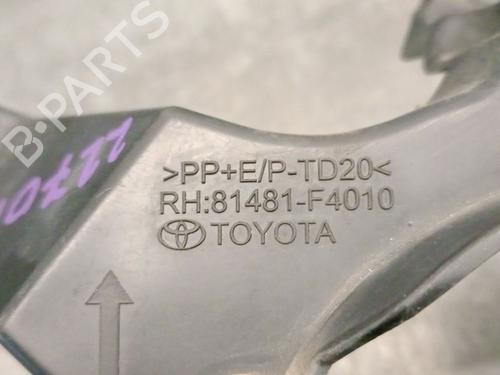 B-PARTS
>PP+E/P-TD20<
RH:81481-F4010
TOYOTA